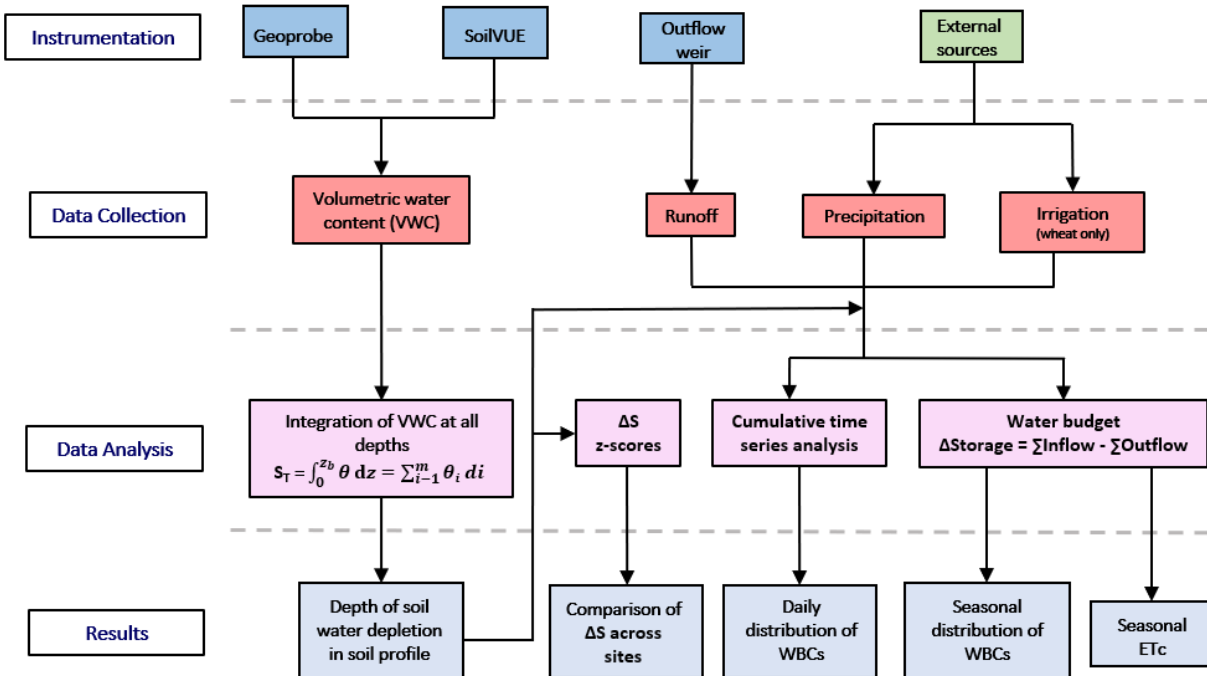 Instrumentation
Geoprobe
SoilVUE
Outflow
weir
External
sources
Data Collection
Volumetric water
content (VWC)
Runoff
Precipitation
Irrigation
(wheat only)
Data Analysis
Integration of VWC at all
depths
S_T = ∫_0^{z_b} θ dz = ∑_{i-1}^m θ_i di
ΔS
z-scores
Cumulative time
series analysis
Water budget
ΔStorage = ∑Inflow - ∑Outflow
Results
Depth of soil
water depletion
in soil profile
Comparison of
ΔS across
sites
Daily
distribution of
WBCs
Seasonal
distribution of
WBCs
Seasonal
ETc